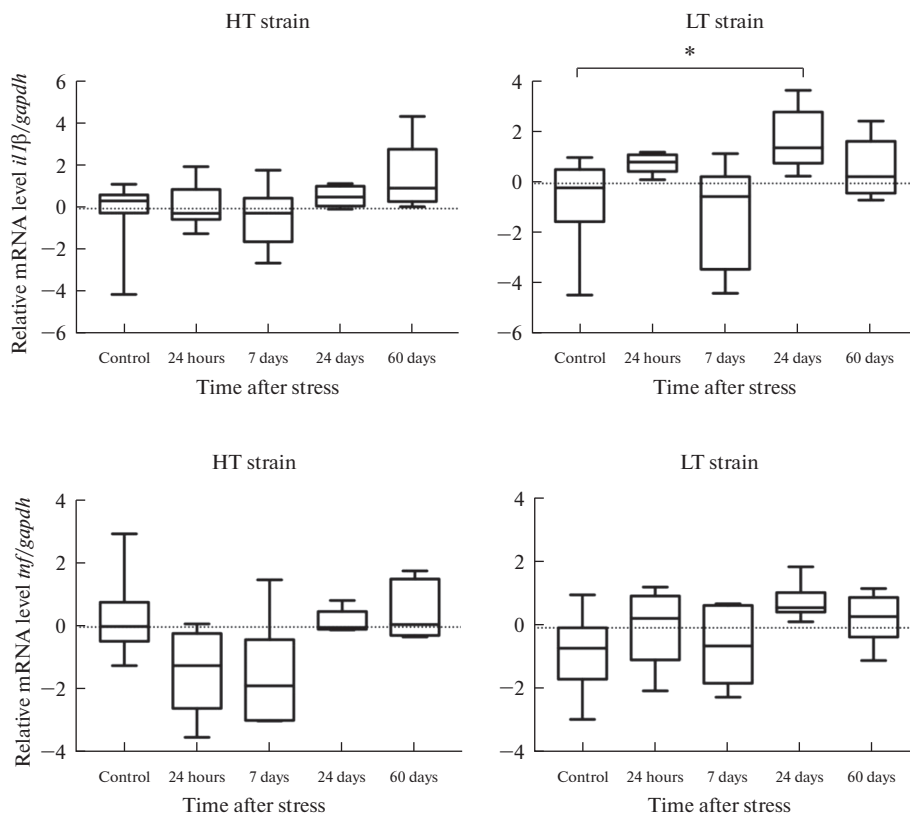 HT strain
LT strain
Relative mRNA level il1β/gapdh
6
4
2
0
−2
−4
−6
Control 24 hours 7 days 24 days 60 days
Time after stress
*
6
4
2
0
−2
−4
−6
Control 24 hours 7 days 24 days 60 days
Time after stress
HT strain
LT strain
Relative mRNA level tnf/gapdh
4
2
0
−2
−4
Control 24 hours 7 days 24 days 60 days
Time after stress
4
2
0
−2
−4
Control 24 hours 7 days 24 days 60 days
Time after stress